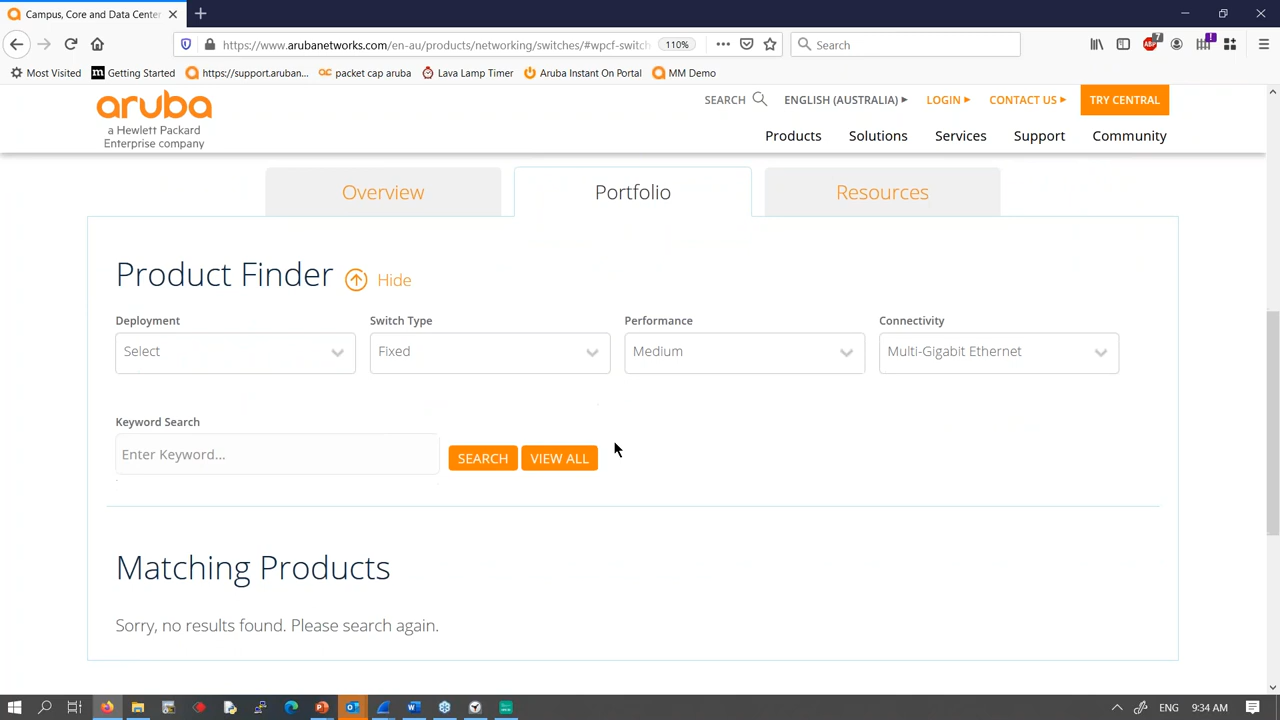 Campus, Core and Data Center
https://www.arubanetworks.com/en-au/products/networking/switches/#wpcf-switch
110%
Search
Most Visited
Getting Started
https://support.aruban...
packet cap aruba
Lava Lamp Timer
Aruba Instant On Portal
MM Demo
7
1
aruba
a Hewlett Packard
Enterprise company
SEARCH
ENGLISH (AUSTRALIA)
LOGIN
CONTACT US
TRY CENTRAL
Products
Solutions
Services
Support
Community
Overview
Portfolio
Resources
Product Finder
Hide
Deployment
Switch Type
Performance
Connectivity
Select
Fixed
Medium
Multi-Gigabit Ethernet
Keyword Search
Enter Keyword...
SEARCH
VIEW ALL
Matching Products
Sorry, no results found. Please search again.
ENG
9:34 AM